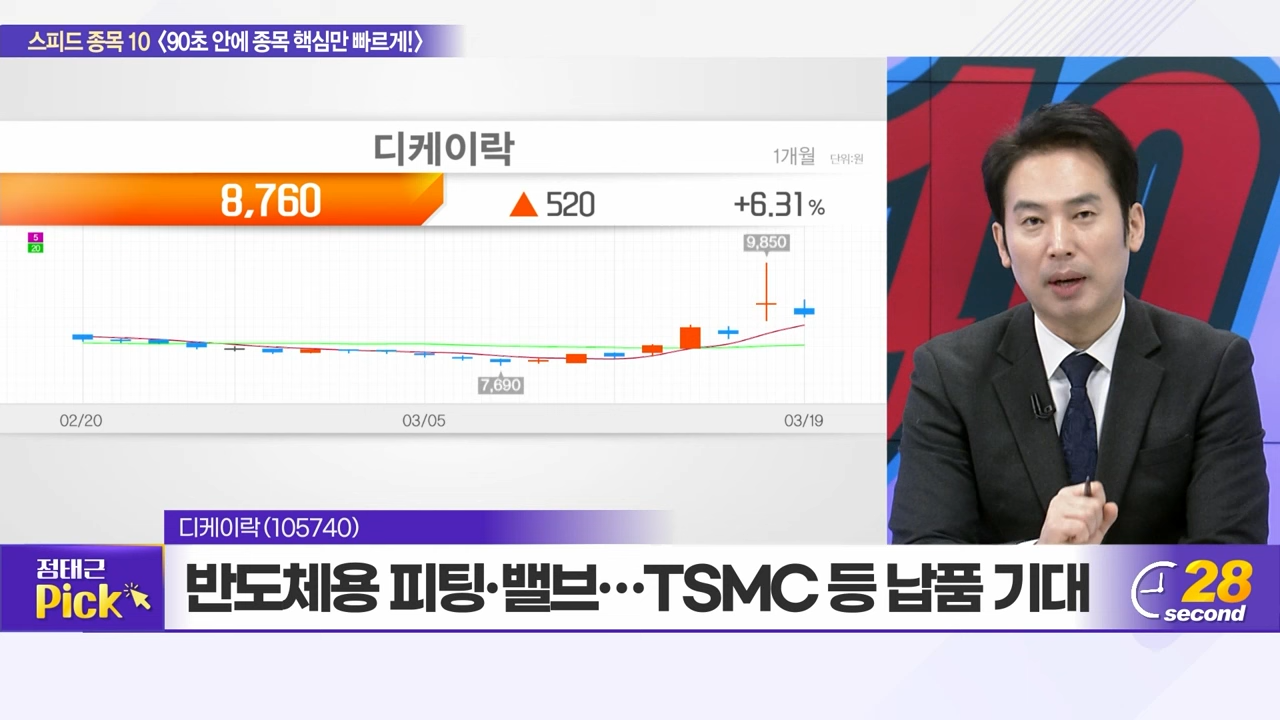 스피드 종목 10 〈90초 안에 종목 핵심만 빠르게!〉
디케이락
1개월 단위:원
8,760 ▲ 520 +6.31 %
5
20
9,850
7,690
02/20 03/05 03/19
10
디케이락 (105740)
정태근
Pick
반도체용 피팅·밸브…TSMC 등 납품 기대
28
second